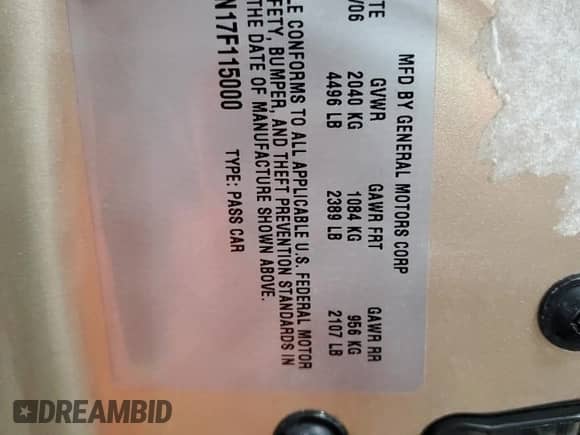 TE
/06
MFD BY GENERAL MOTORS CORP
GVWR GAWR FRT GAWR RR
2040 KG 1084 KG 956 KG
4496 LB 2389 LB 2107 LB
LE CONFORMS TO ALL APPLICABLE U.S. FEDERAL MOTOR
FETY, BUMPER, AND THEFT PREVENTION STANDARDS IN
THE DATE OF MANUFACTURE SHOWN ABOVE.
N17F115000 TYPE: PASS CAR
DREAMBID